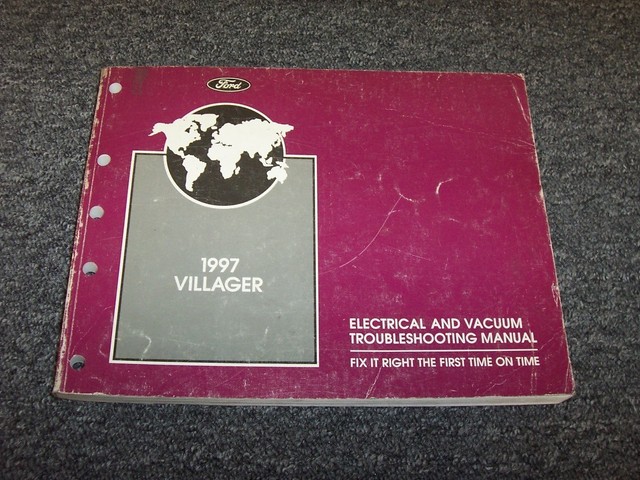 Ford
1997
VILLAGER
ELECTRICAL AND VACUUM
TROUBLESHOOTING MANUAL
FIX IT RIGHT THE FIRST TIME ON TIME